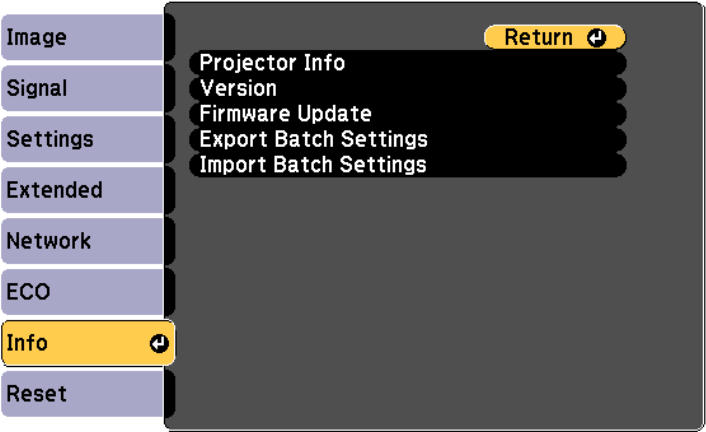 Image
Signal
Settings
Extended
Network
ECO
Info
Reset
Return
Projector Info
Version
Firmware Update
Export Batch Settings
Import Batch Settings